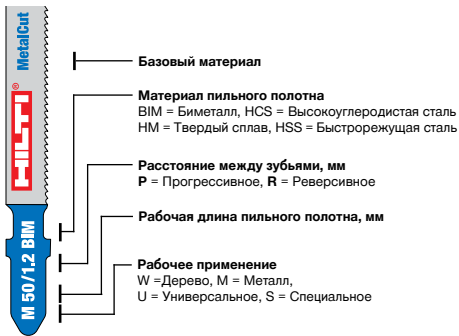 MetalCut
HILTI®
M 50/1.2 BIM
Базовый материал
Материал пильного полотна
BIM = Биметалл, HCS = Высокоуглеродистая сталь
HM = Твердый сплав, HSS = Быстрорежущая сталь
Расстояние между зубьями, мм
P = Прогрессивное, R = Реверсивное
Рабочая длина пильного полотна, мм
Рабочее применение
W =Дерево, M = Металл,
U = Универсальное, S = Специальное